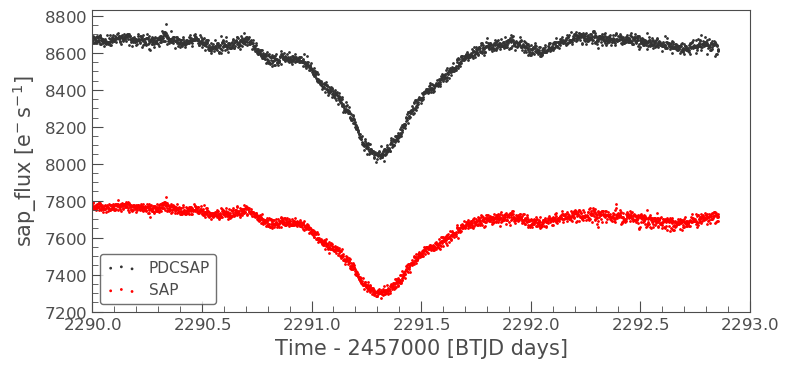 8800
8600
8400
8200
8000
7800
7600
7400
7200
sap_flux [e⁻ s⁻¹]
PDCSAP
SAP
2290.0 2290.5 2291.0 2291.5 2292.0 2292.5 2293.0
Time - 2457000 [BTJD days]